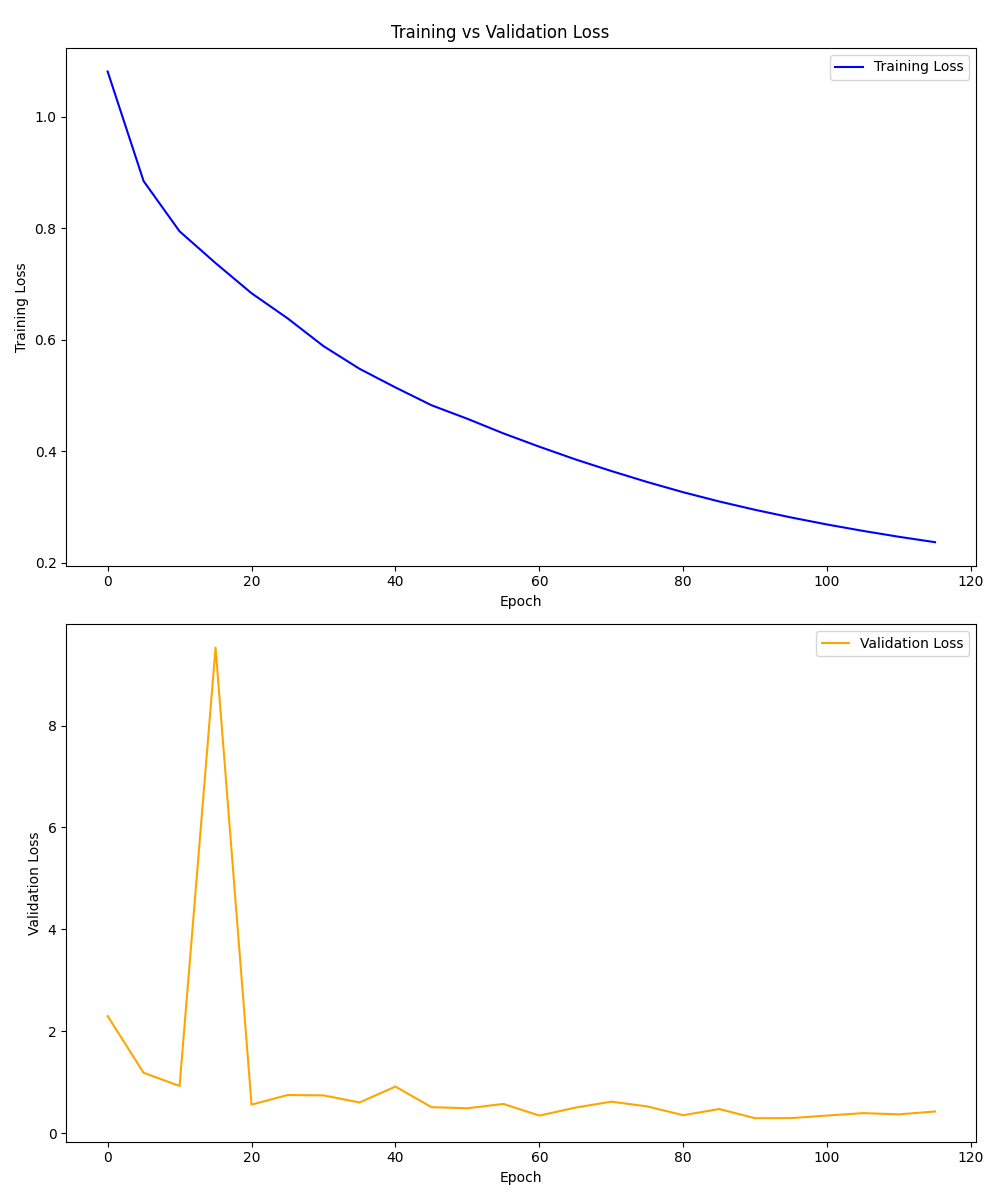 Training vs Validation Loss
Training Loss
1.0
0.8
0.6
0.4
0.2
Training Loss
0 20 40 60 80 100 120
Epoch
Validation Loss
8
6
4
2
0
Validation Loss
0 20 40 60 80 100 120
Epoch